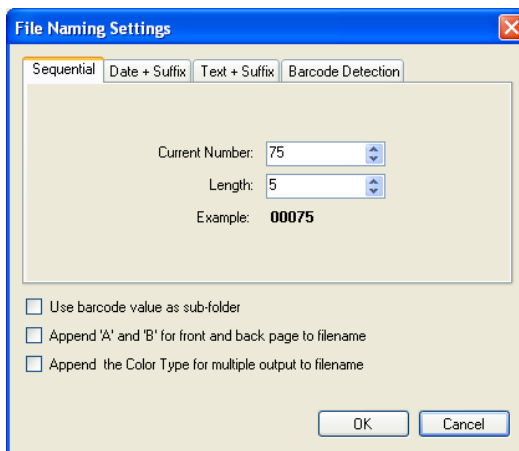 File Naming Settings
Sequential Date + Suffix Text + Suffix Barcode Detection
Current Number: 75
Length: 5
Example: 00075
Use barcode value as sub-folder
Append 'A' and 'B' for front and back page to filename
Append the Color Type for multiple output to filename
OK Cancel